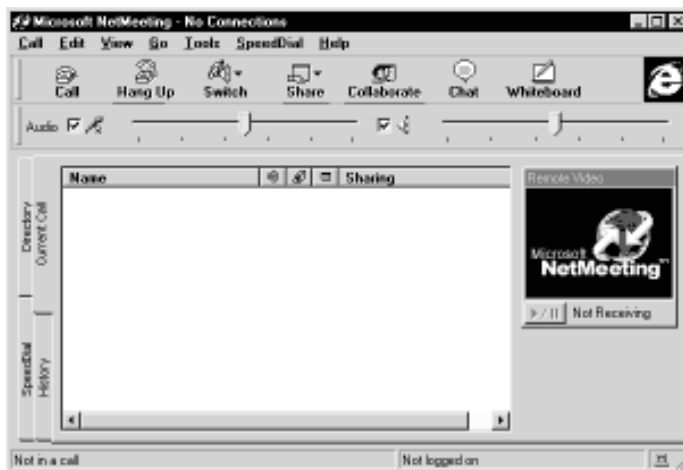 Microsoft NetMeeting - No Connections
Call Edit View Go Tools SpeedDial Help
Call Hang Up Switch Share Collaborate Chat Whiteboard
Audio
Name Sharing
Remote Video
Directory
Current Call
SpeedDial
History
Microsoft
NetMeeting™
Not Receiving
Not in a call Not logged on